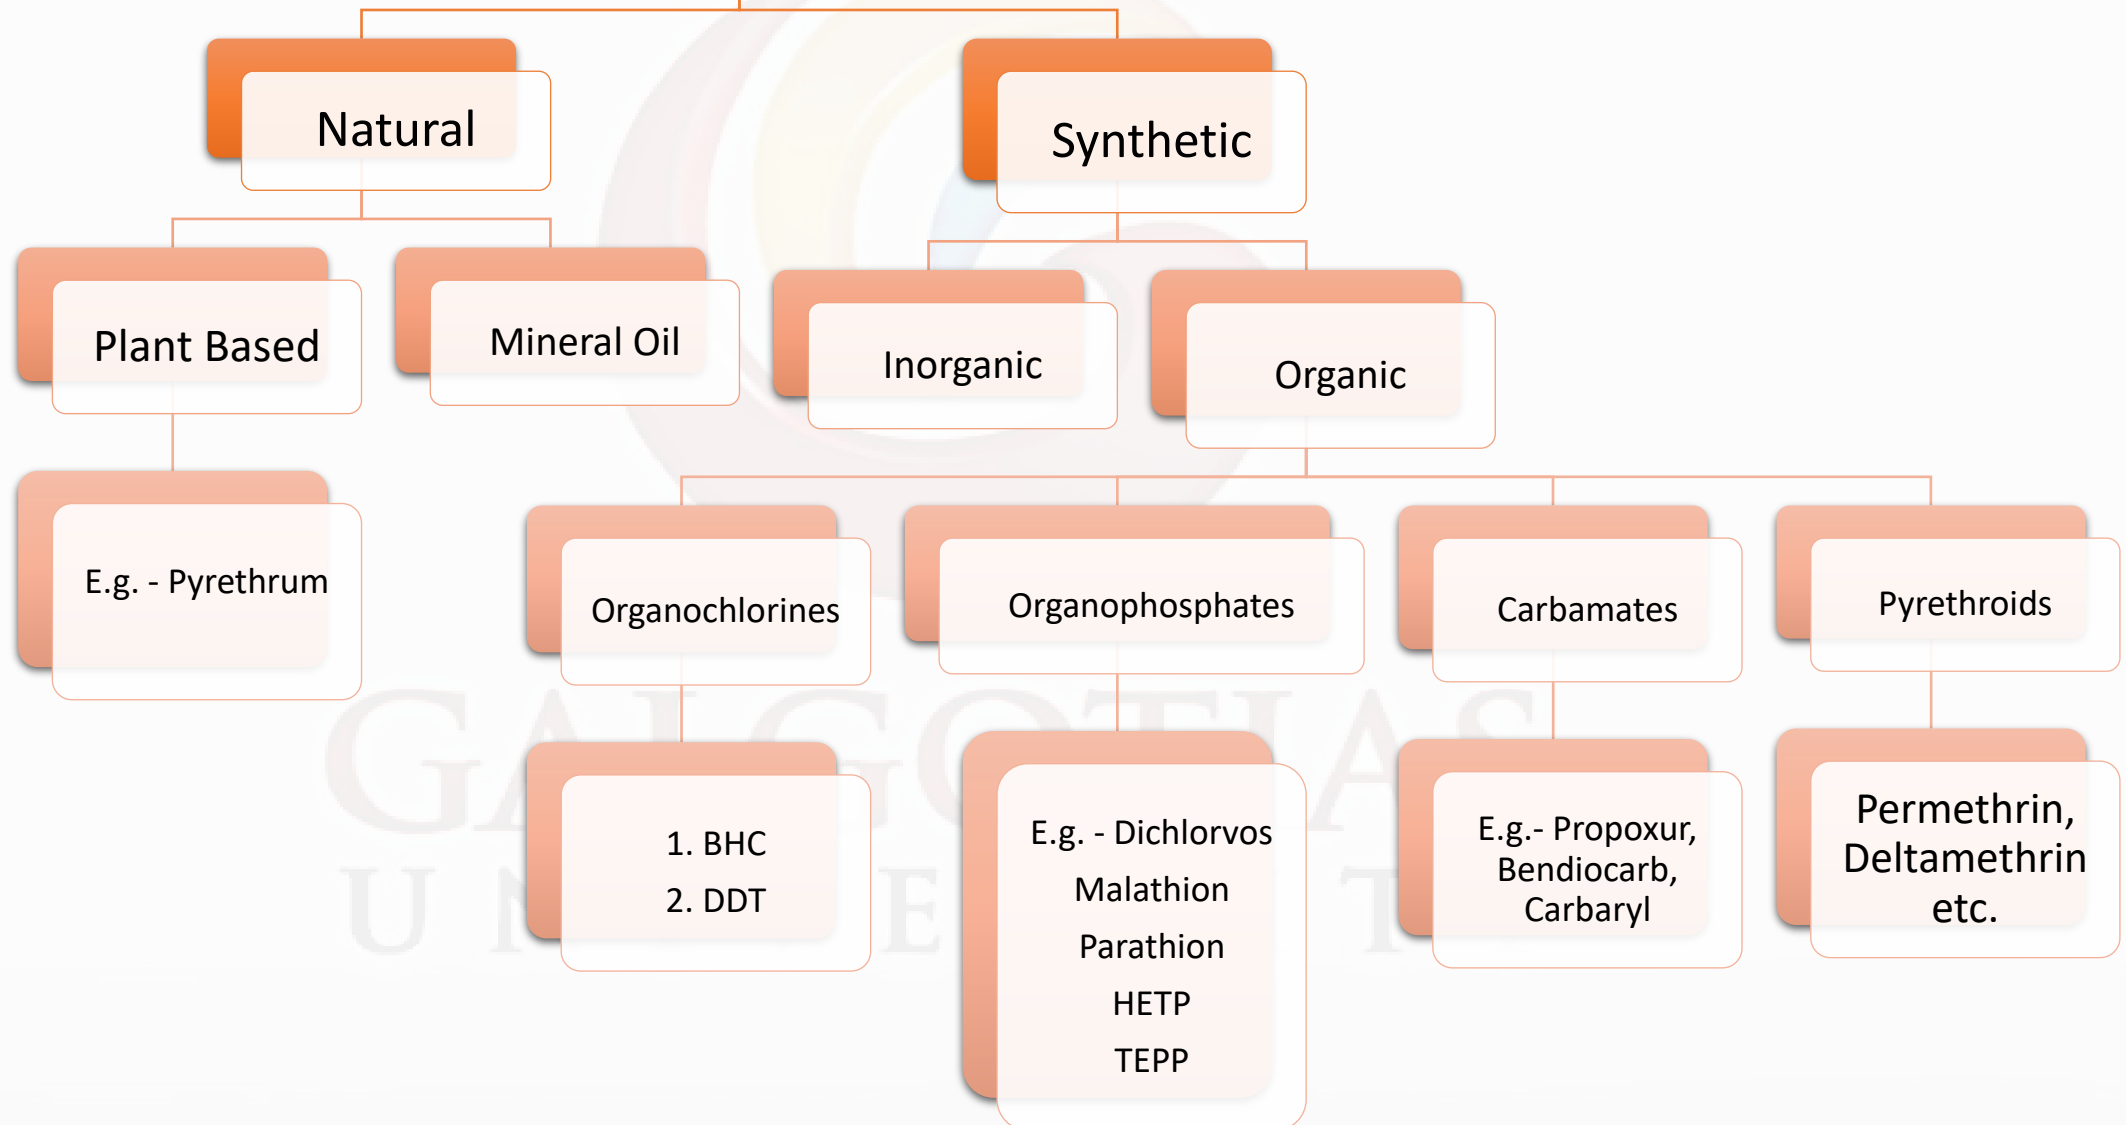 Natural
Synthetic
Plant Based
Mineral Oil
Inorganic
Organic
E.g. - Pyrethrum
Organochlorines
Organophosphates
Carbamates
Pyrethroids
1. BHC
2. DDT
E.g. - Dichlorvos
Malathion
Parathion
HETP
TEPP
E.g.- Propoxur,
Bendiocarb,
Carbaryl
Permethrin,
Deltamethrin
etc.
GALGOTIAS